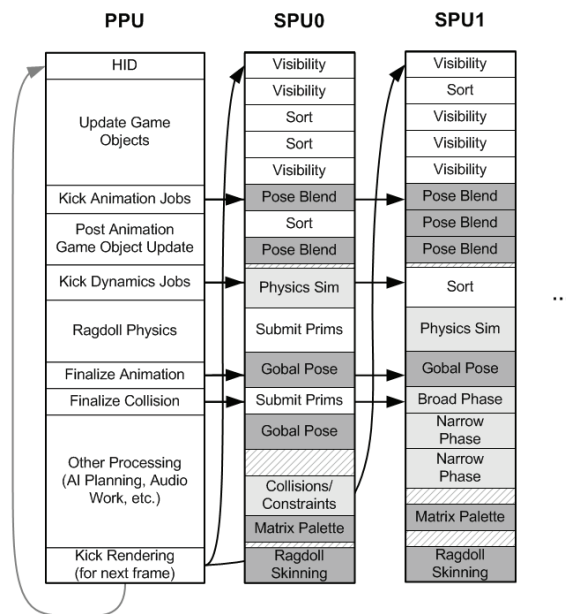 PPU
HID
Update Game
Objects
Kick Animation Jobs
Post Animation
Game Object Update
Kick Dynamics Jobs
Ragdoll Physics
Finalize Animation
Finalize Collision
Other Processing
(AI Planning, Audio
Work, etc.)
Kick Rendering
(for next frame)
SPU0
Visibility
Visibility
Sort
Sort
Visibility
Pose Blend
Sort
Pose Blend
Physics Sim
Submit Prims
Gobal Pose
Submit Prims
Gobal Pose
Collisions/
Constraints
Matrix Palette
Ragdoll
Skinning
SPU1
Visibility
Sort
Visibility
Visibility
Visibility
Pose Blend
Pose Blend
Pose Blend
Sort
Physics Sim
Gobal Pose
Broad Phase
Narrow
Phase
Narrow
Phase
Matrix Palette
Ragdoll
Skinning
..